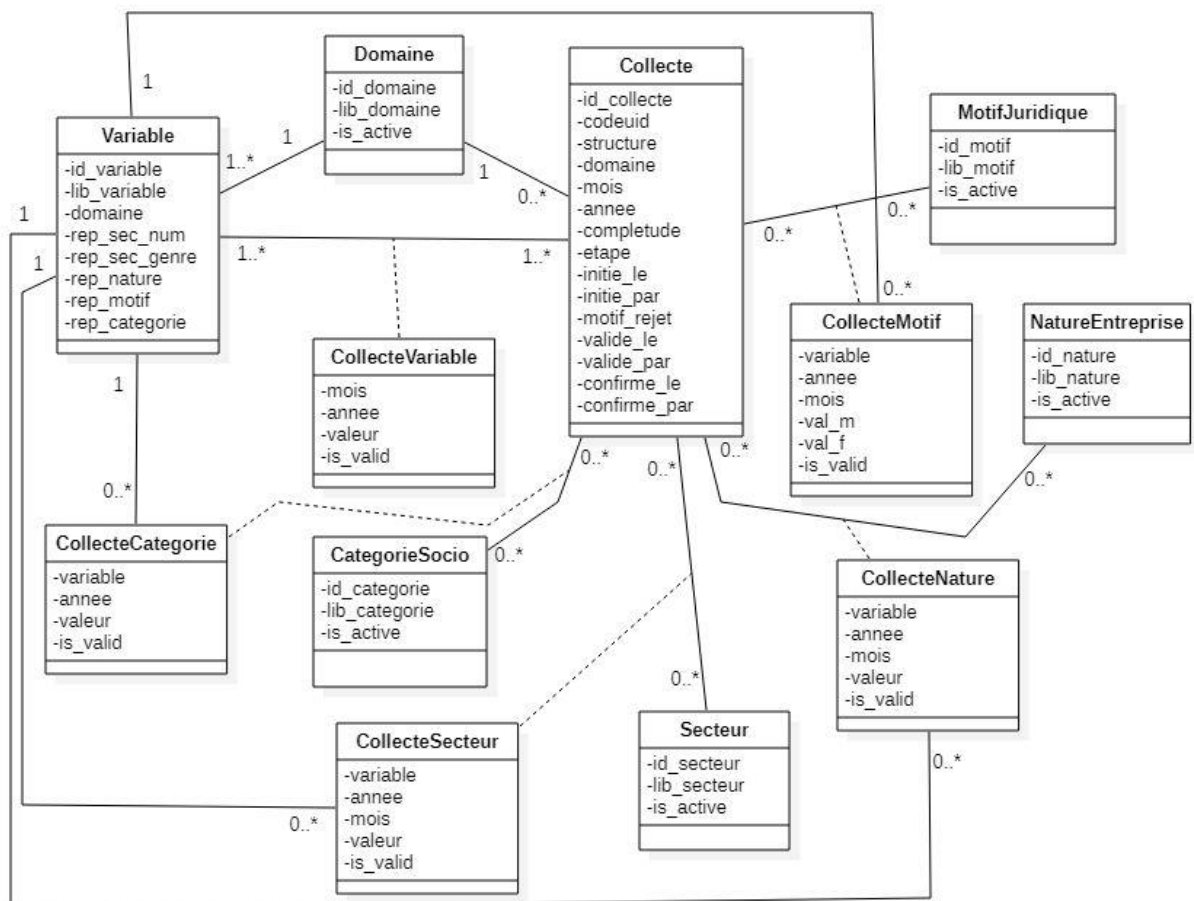 1
Domaine
-id_domaine
-lib_domaine
-is_active
1
1
0..*
Collecte
-id_collecte
-codeuid
-structure
-domaine
-mois
-annee
-completude
-etape
-initie_le
-initie_par
-motif_rejet
-valide_le
-valide_par
-confirme_le
-confirme_par
MotifJuridique
-id_motif
-lib_motif
-is_active
0..*
0..*
Variable
-id_variable
-lib_variable
-domaine
-rep_sec_num
-rep_sec_genre
-rep_nature
-rep_motif
-rep_categorie
1..*
1..*
1..*
1
1
1
0..*
CollecteVariable
-mois
-annee
-valeur
-is_valid
0..*
CollecteMotif
-variable
-annee
-mois
-val_m
-val_f
-is_valid
NatureEntreprise
-id_nature
-lib_nature
-is_active
0..*
0..*
0..*
0..*
CollecteCategorie
-variable
-annee
-valeur
-is_valid
CategorieSocio
-id_categorie
-lib_categorie
-is_active
0..*
CollecteNature
-variable
-annee
-mois
-valeur
-is_valid
0..*
0..*
CollecteSecteur
-variable
-annee
-mois
-valeur
-is_valid
0..*
Secteur
-id_secteur
-lib_secteur
-is_active